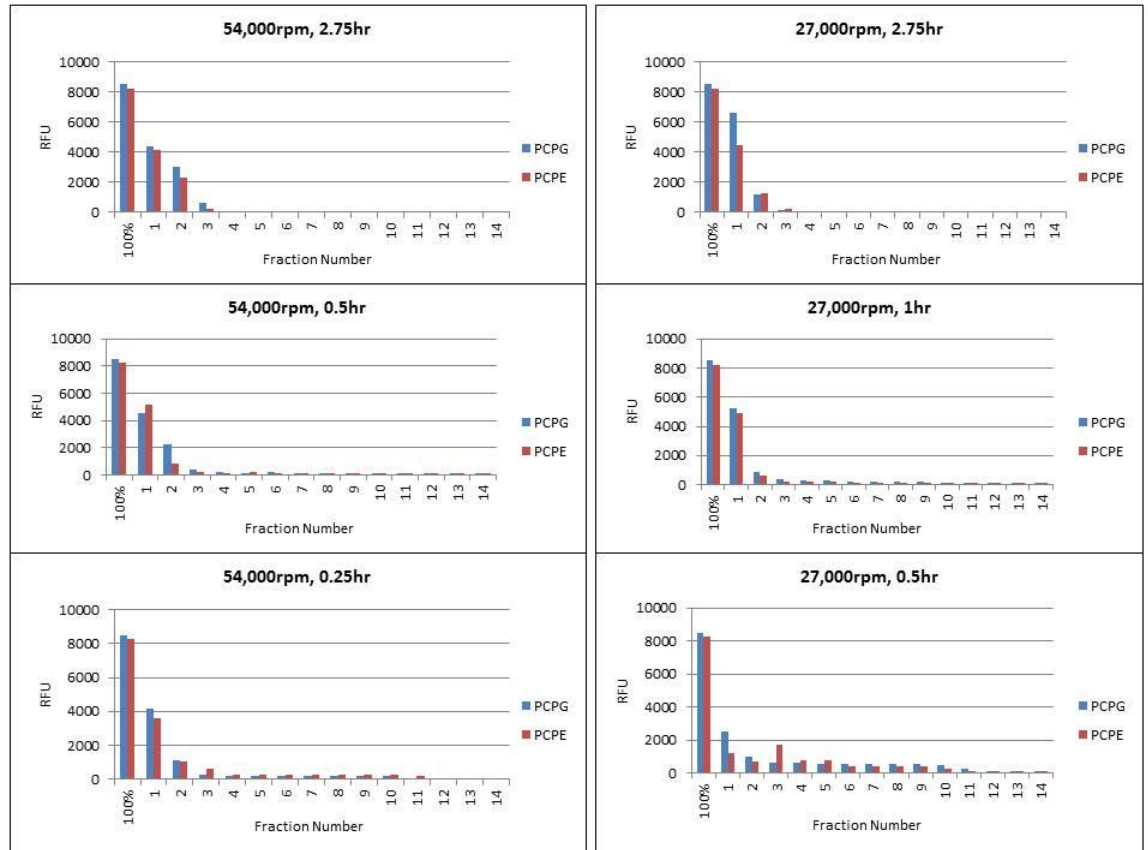 54,000rpm, 2.75hr
10000
8000
6000
4000
2000
0
RFU
100% 1 2 3 4 5 6 7 8 9 10 11 12 13 14
Fraction Number
PCPG
PCPE
27,000rpm, 2.75hr
10000
8000
6000
4000
2000
0
RFU
100% 1 2 3 4 5 6 7 8 9 10 11 12 13 14
Fraction Number
PCPG
PCPE
54,000rpm, 0.5hr
10000
8000
6000
4000
2000
0
RFU
100% 1 2 3 4 5 6 7 8 9 10 11 12 13 14
Fraction Number
PCPG
PCPE
27,000rpm, 1hr
10000
8000
6000
4000
2000
0
RFU
100% 1 2 3 4 5 6 7 8 9 10 11 12 13 14
Fraction Number
PCPG
PCPE
54,000rpm, 0.25hr
10000
8000
6000
4000
2000
0
RFU
100% 1 2 3 4 5 6 7 8 9 10 11 12 13 14
Fraction Number
PCPG
PCPE
27,000rpm, 0.5hr
10000
8000
6000
4000
2000
0
RFU
100% 1 2 3 4 5 6 7 8 9 10 11 12 13 14
Fraction Number
PCPG
PCPE